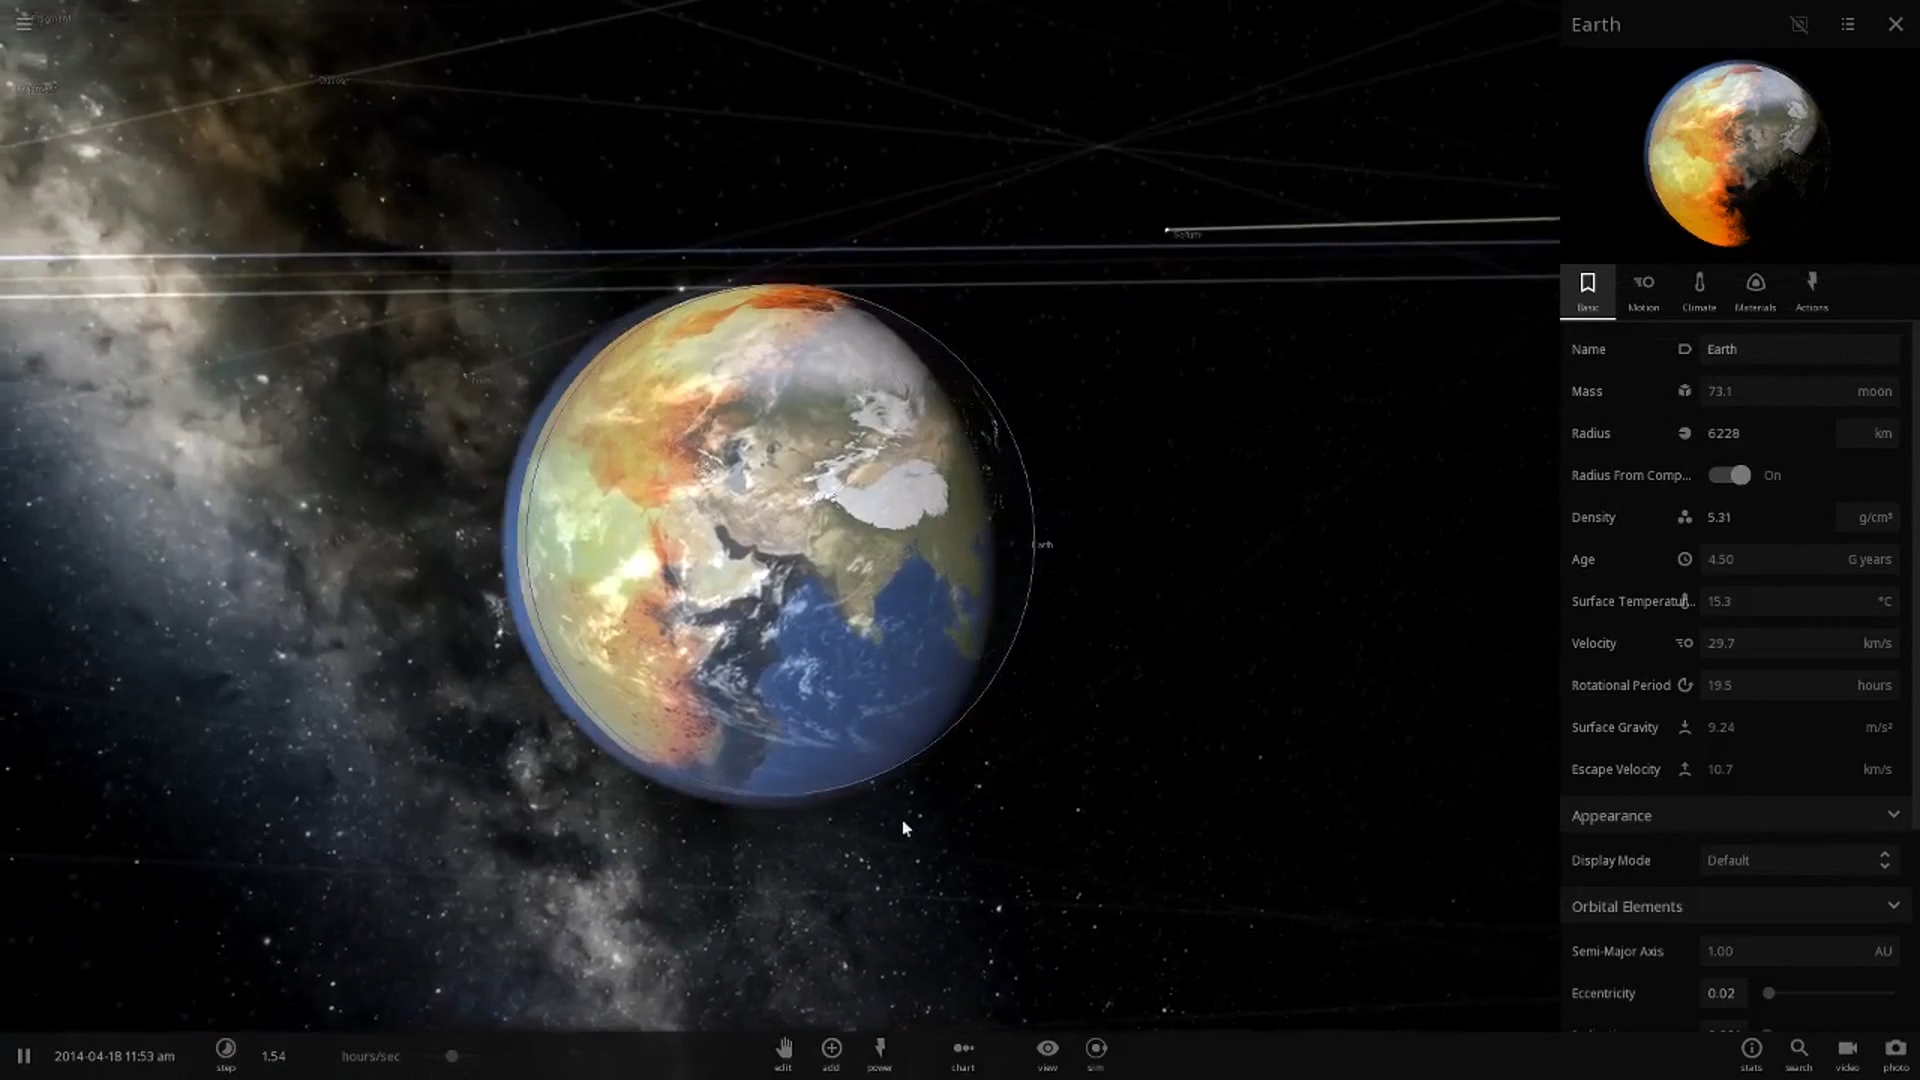 Fragment
Earth
Saturn
Earth
Basic
Motion
Climate
Materials
Actions
Name Earth
Mass 73.1 moon
Radius 6228 km
Radius From Comp... On
Density 5.31 g/cm³
Age 4.50 G years
Surface Temperatur... 15.3 °C
Velocity 29.7 km/s
Rotational Period 19.5 hours
Surface Gravity 9.24 m/s²
Escape Velocity 10.7 km/s
Appearance
Display Mode Default
Orbital Elements
Semi-Major Axis 1.00 AU
Eccentricity 0.02
2014-04-18 11:53 am
step
1.54 hours/sec
edit
add
power
chart
view
sim
stats
search
video
photo